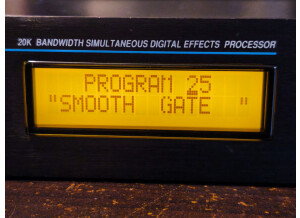 20K BANDWIDTH SIMULTANEOUS DIGITAL EFFECTS PROCESSOR
PROGRAM 25
"SMOOTH GATE "